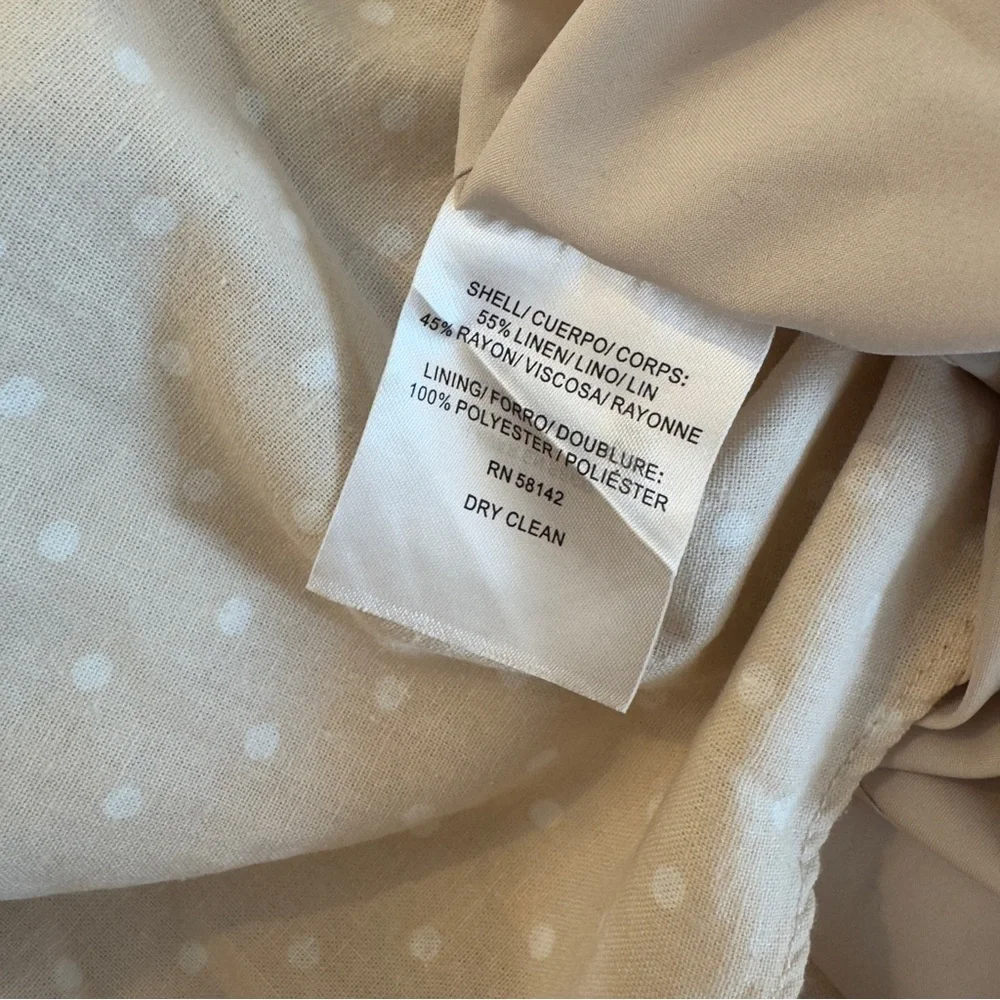 SHELL/ CUERPO/ CORPS:
55% LINEN/ LINO/ LIN
45% RAYON/ VISCOSA/ RAYONNE
LINING/ FORRO/ DOUBLURE:
100% POLYESTER / POLIÉSTER
RN 58142
DRY CLEAN